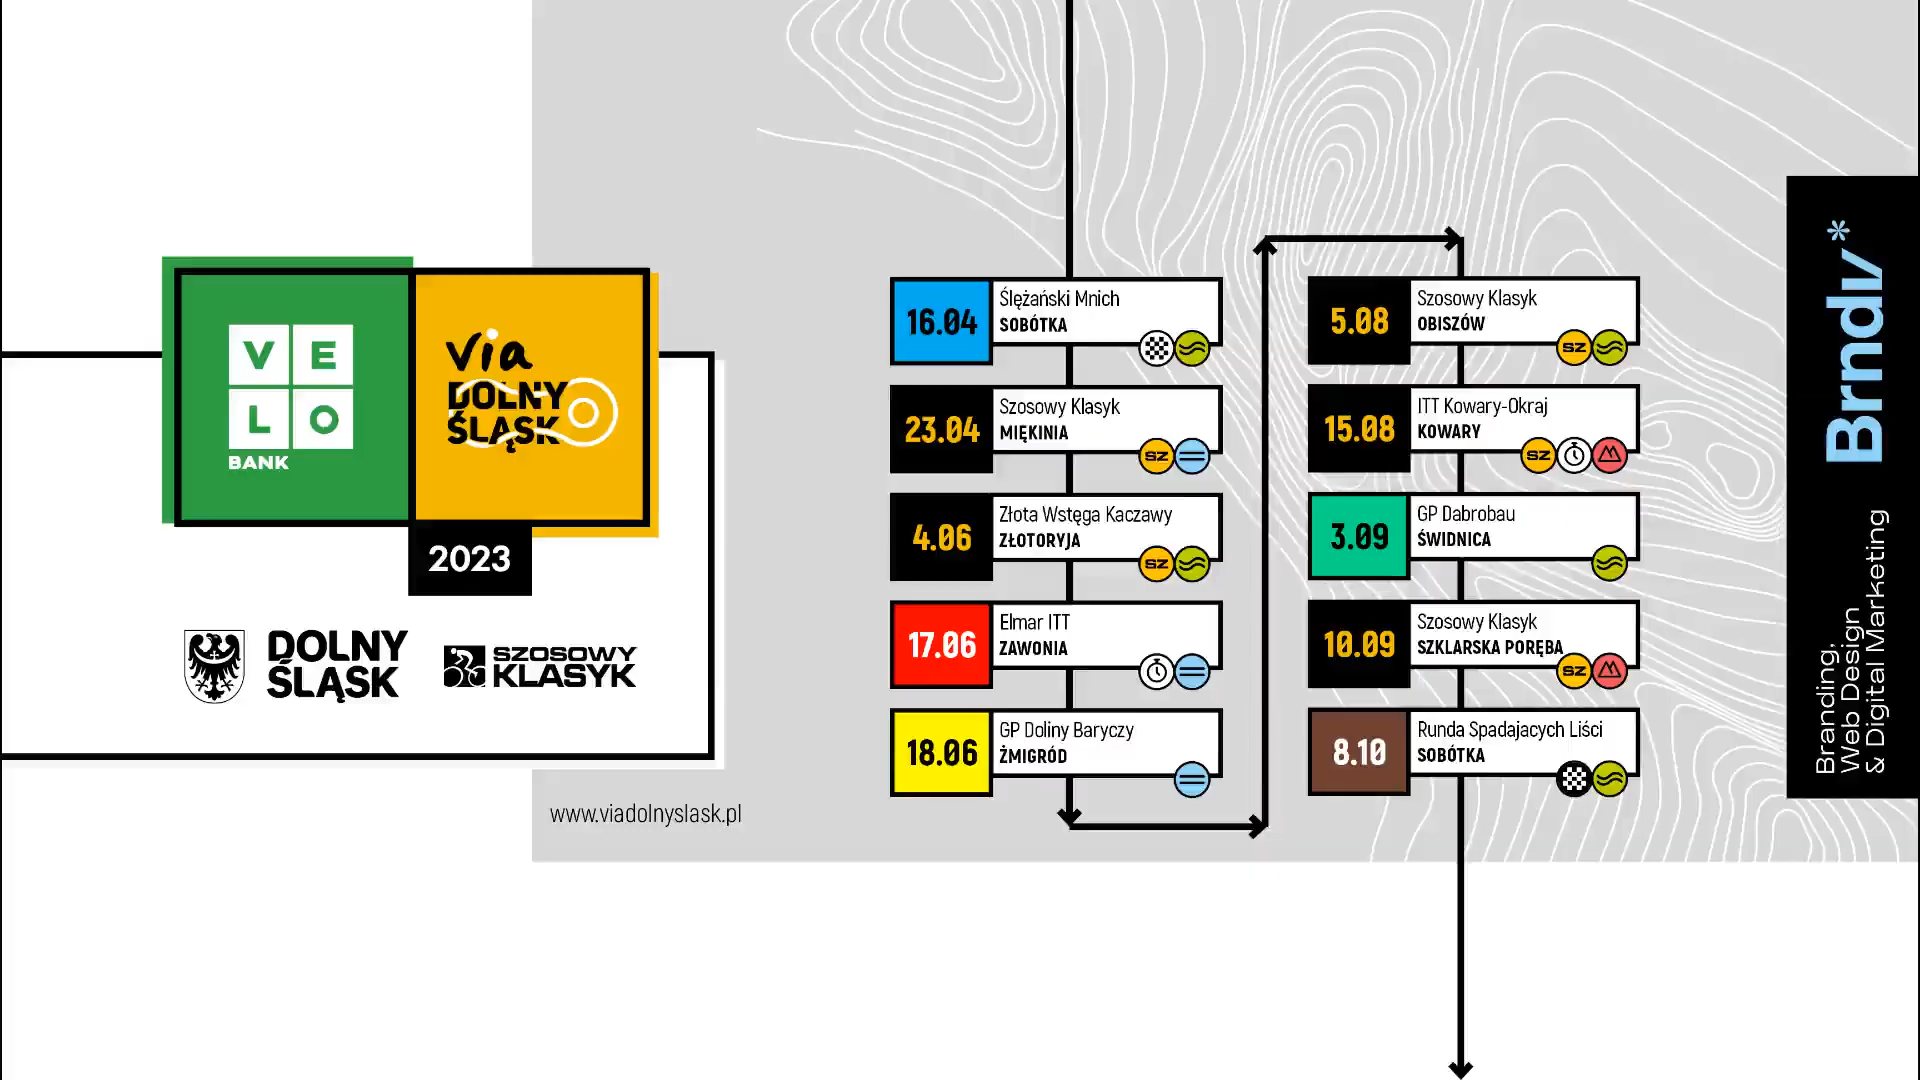 VE
LO
BANK
via
DOLNY
ŚLĄSK
2023
DOLNY
ŚLĄSK
SZOSOWY
KLASYK
www.viadolnyslask.pl
16.04
Ślężański Mnich
SOBÓTKA
23.04
Szosowy Klasyk
MIĘKINIA
SZ
4.06
Złota Wstęga Kaczawy
ZŁOTORYJA
SZ
17.06
Elmar ITT
ZAWONIA
18.06
GP Doliny Baryczy
ŻMIGRÓD
5.08
Szosowy Klasyk
OBISZÓW
SZ
15.08
ITT Kowary-Okraj
KOWARY
SZ
3.09
GP Dabrobau
ŚWIDNICA
10.09
Szosowy Klasyk
SZKLARSKA PORĘBA
SZ
8.10
Runda Spadajacych Liści
SOBÓTKA
Brndv*
Branding,
Web Design
& Digital Marketing